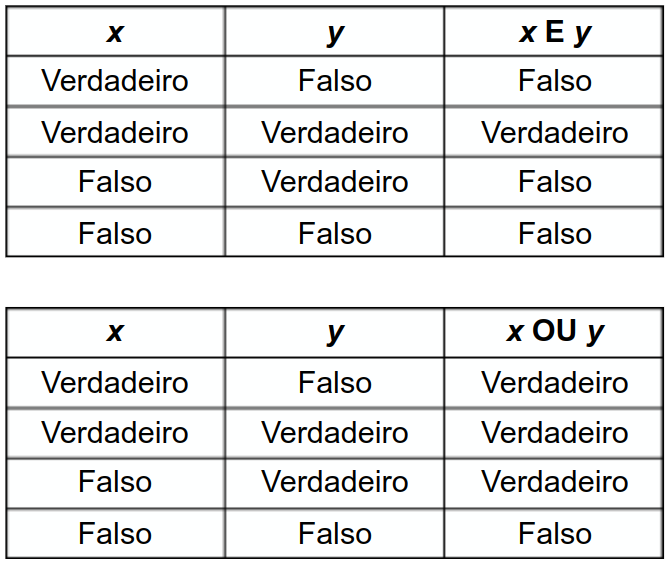 x y x E y
Verdadeiro Falso Falso
Verdadeiro Verdadeiro Verdadeiro
Falso Verdadeiro Falso
Falso Falso Falso
x y x OU y
Verdadeiro Falso Verdadeiro
Verdadeiro Verdadeiro Verdadeiro
Falso Verdadeiro Verdadeiro
Falso Falso Falso